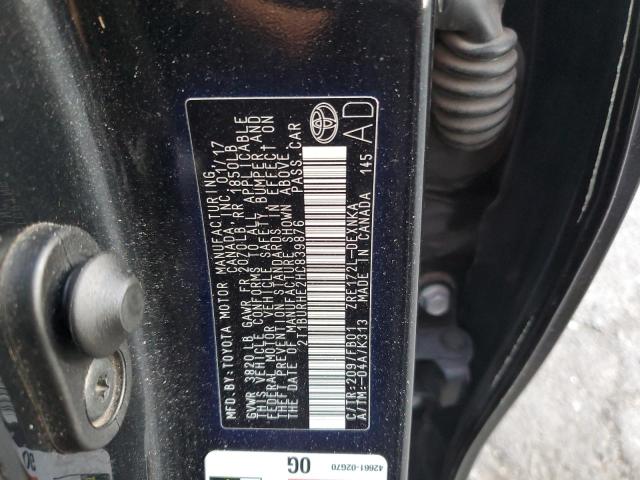 MFD.BY:TOYOTA MOTOR MANUFACTURING,
CANADA, INC. 01/17
GVWR 3820LB GAWR FR 2070LB RR 1850LB
THIS VEHICLE CONFORMS TO ALL APPLICABLE
FEDERAL MOTOR VEHICLE SAFETY, BUMPER, AND
THEFT PREVENTION STANDARDS IN EFFECT ON
THE DATE OF MANUFACTURE SHOWN ABOVE.
2T1BURHE2HC839876 PASS.CAR
C/TR:209/FB01 ZRE172L-DEXNKA
A/TM:-04A/K313 MADE IN CANADA 145
AD
0G
42661-02G70